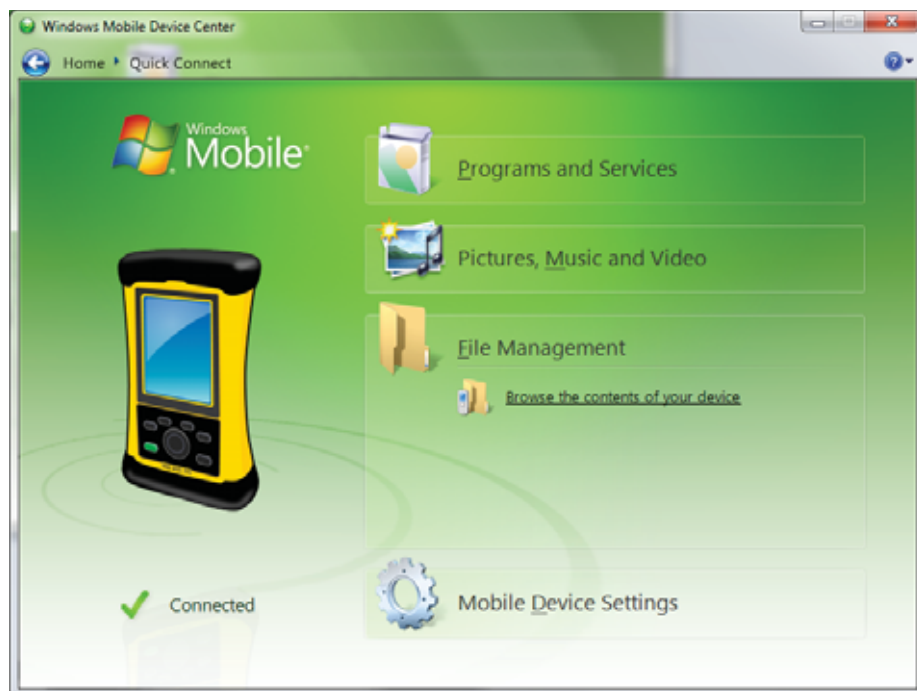 Windows Mobile Device Center
Home Quick Connect
Windows
Mobile
Programs and Services
Pictures, Music and Video
File Management
Browse the contents of your device
Connected
Mobile Device Settings